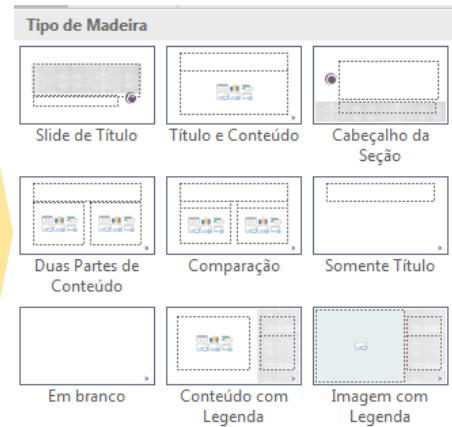 Tipo de Madeira
Slide de Título
Título e Conteúdo
Cabeçalho da
Seção
Duas Partes de
Conteúdo
Comparação
Somente Título
Em branco
Conteúdo com
Legenda
Imagem com
Legenda